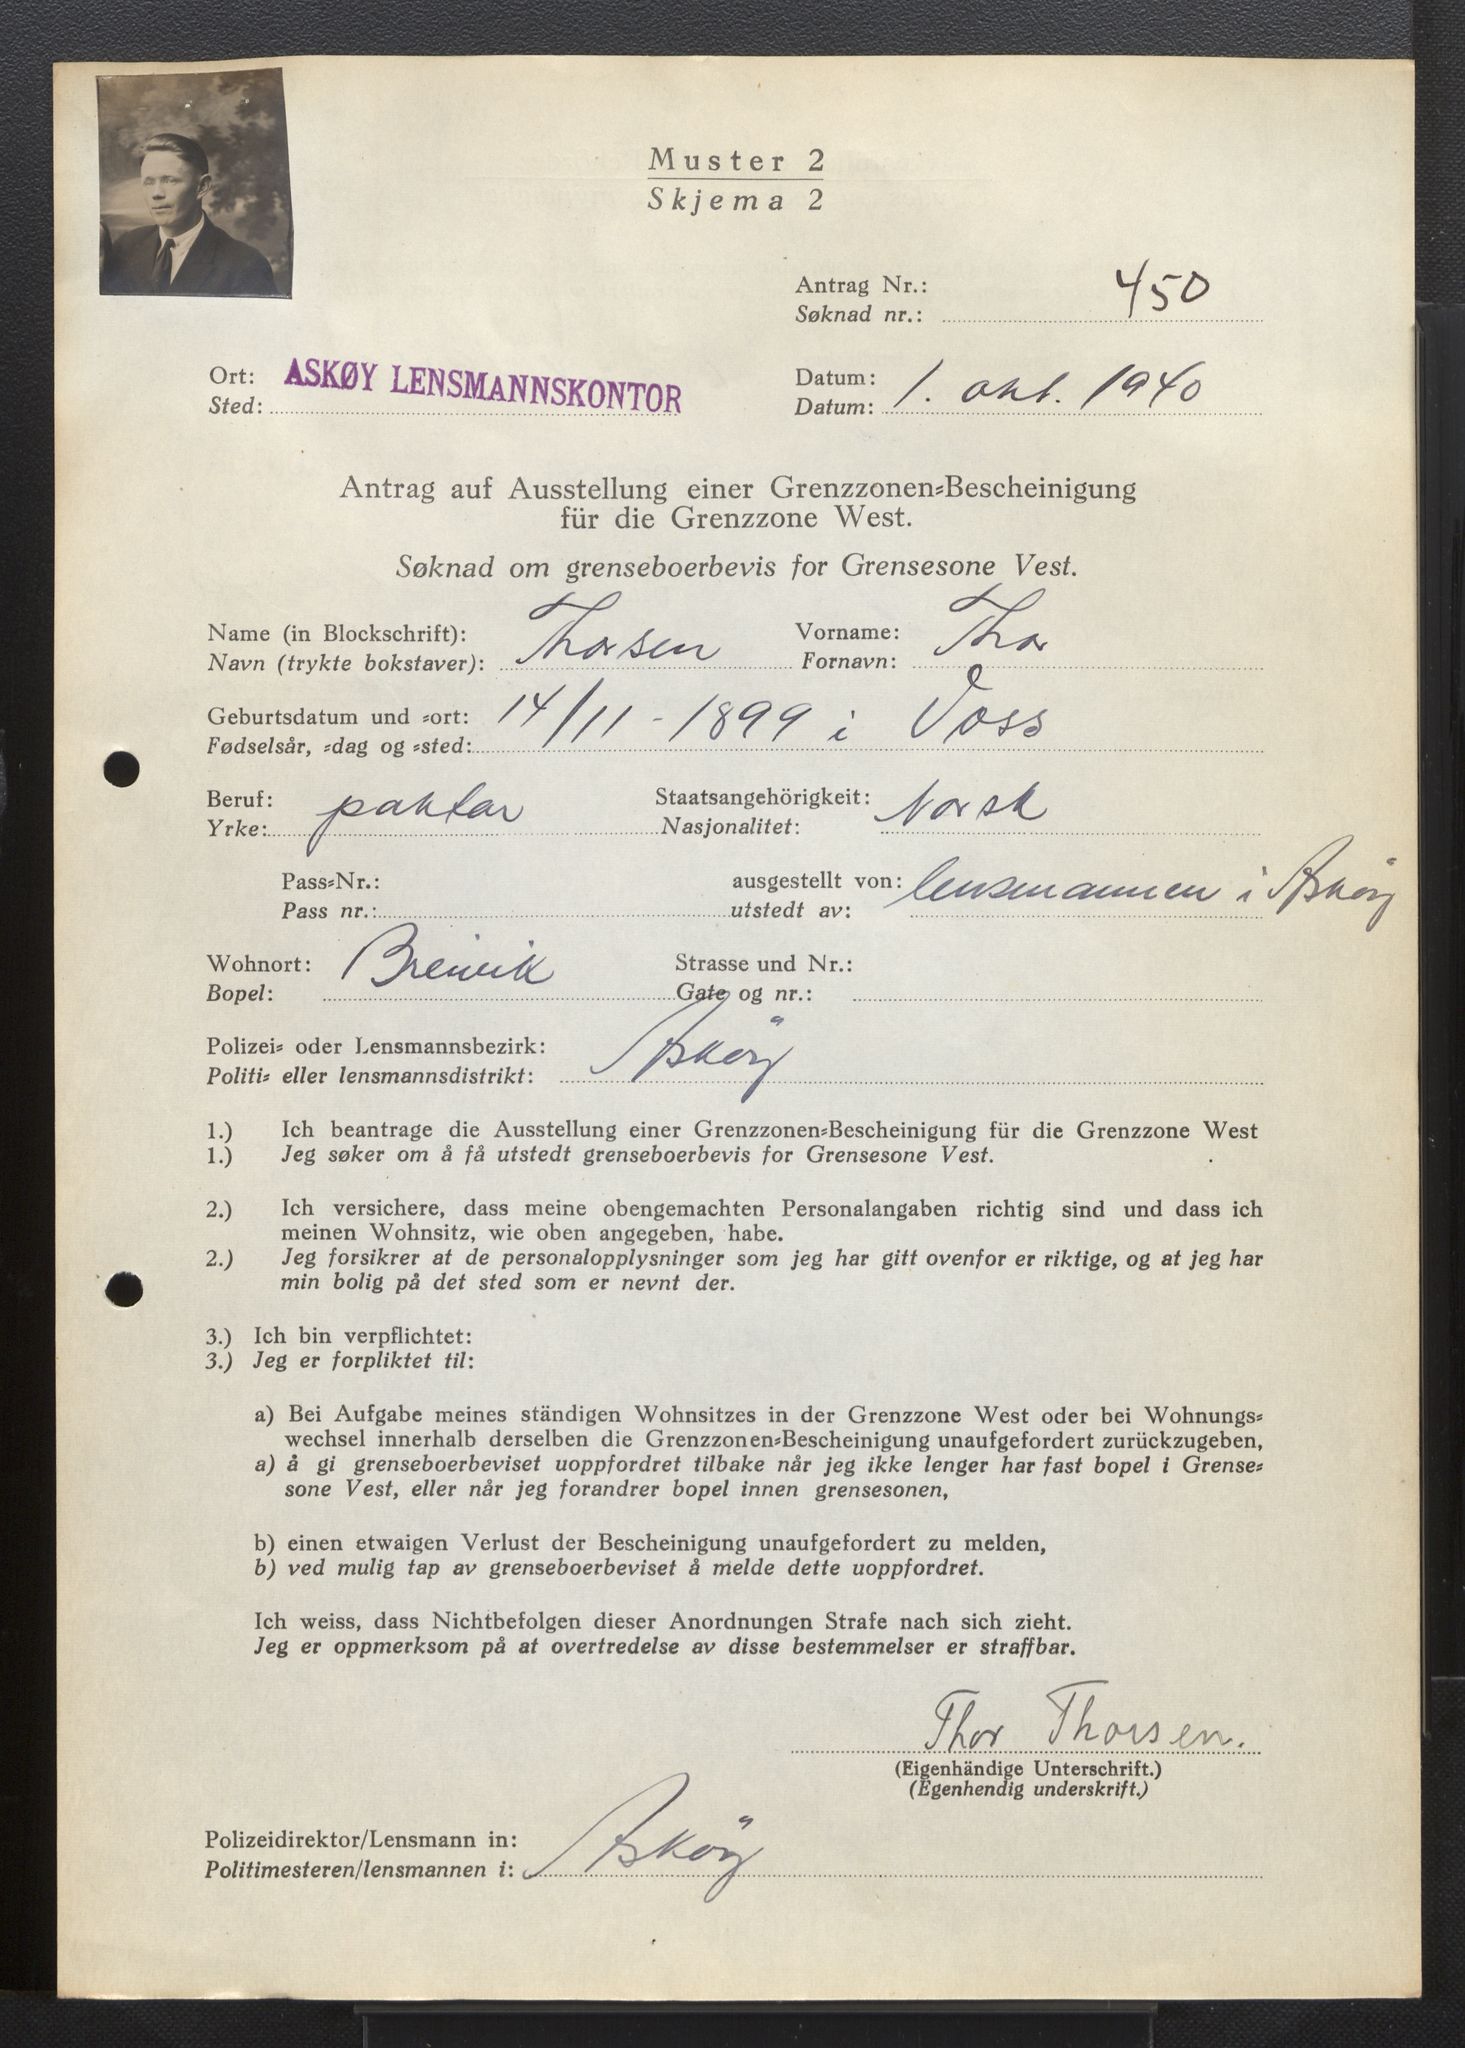 Muster 2
Skjema 2
Antrag Nr.: 450
Søknad nr.:
Ort: ASKØY LENSMANNSKONTOR
Sted:
Datum: 1. okt. 1940
Datum:
Antrag auf Ausstellung einer Grenzzonen=Bescheinigung
für die Grenzzone West.
Søknad om grenseboerbevis for Grensesone Vest.
Name (in Blockschrift): Thorsen Vorname: Thor
Navn (trykte bokstaver): Fornavn:
Geburtsdatum und =ort: 14/11 - 1899 i Voss
Fødselsår, =dag og =sted:
Beruf: paktar Staatsangehörigkeit: Norsk
Yrke: Nasjonalitet:
Pass=Nr.: ausgestellt von: lensmannen i Asköy
Pass nr.: utstedt av:
Wohnort: Breivik Strasse und Nr.:
Bopel: Gate og nr.:
Polizei= oder Lensmannsbezirk: Asköy
Politi= eller lensmannsdistrikt:
1.) Ich beantrage die Ausstellung einer Grenzzonen=Bescheinigung für die Grenzzone West
1.) Jeg søker om å få utstedt grenseboerbevis for Grensesone Vest.
2.) Ich versichere, dass meine obengemachten Personalangaben richtig sind und dass ich
meinen Wohnsitz, wie oben angegeben, habe.
2.) Jeg forsikrer at de personalopplysninger som jeg har gitt ovenfor er riktige, og at jeg har
min bolig på det sted som er nevnt der.
3.) Ich bin verpflichtet:
3.) Jeg er forpliktet til:
a) Bei Aufgabe meines ständigen Wohnsitzes in der Grenzzone West oder bei Wohnungs=
wechsel innerhalb derselben die Grenzzonen=Bescheinigung unaufgefordert zurückzugeben,
a) å gi grenseboerbeviset uoppfordret tilbake når jeg ikke lenger har fast bopel i Grense=
sone Vest, eller når jeg forandrer bopel innen grensesonen,
b) einen etwaigen Verlust der Bescheinigung unaufgefordert zu melden,
b) ved mulig tap av grenseboerbeviset å melde dette uoppfordret.
Ich weiss, dass Nichtbefolgen dieser Anordnungen Strafe nach sich zieht.
Jeg er oppmerksom på at overtredelse av disse bestemmelser er straffbar.
Thor Thorsen.
(Eigenhändige Unterschrift.)
(Egenhendig underskrift.)
Polizeidirektor/Lensmann in: Asköy
Politimesteren/lensmannen i: